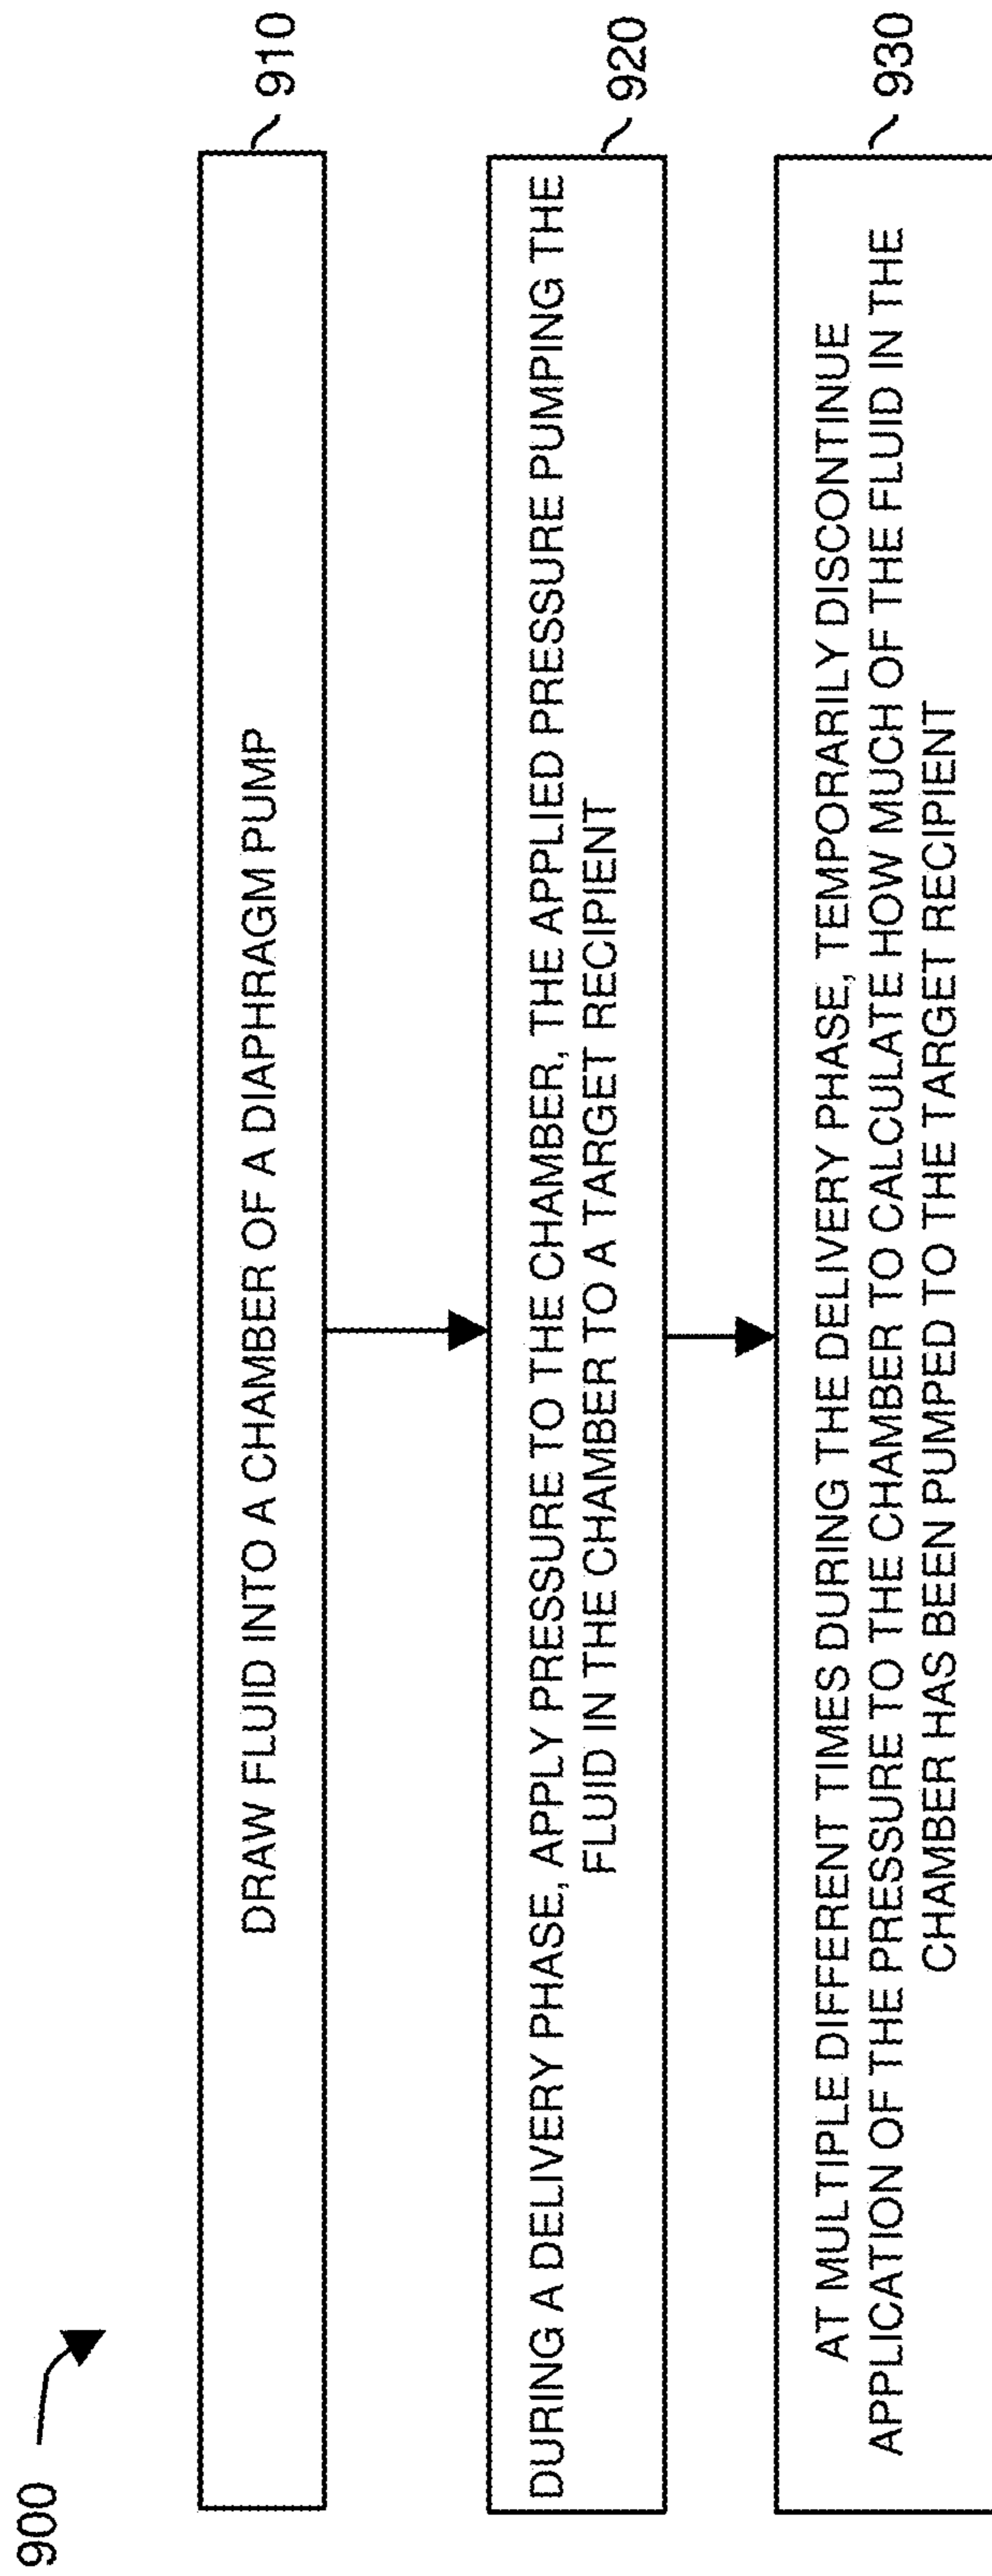 900
DRAW FLUID INTO A CHAMBER OF A DIAPHRAGM PUMP
910
DURING A DELIVERY PHASE, APPLY PRESSURE TO THE CHAMBER, THE APPLIED PRESSURE PUMPING THE
FLUID IN THE CHAMBER TO A TARGET RECIPIENT
920
AT MULTIPLE DIFFERENT TIMES DURING THE DELIVERY PHASE, TEMPORARILY DISCONTINUE
APPLICATION OF THE PRESSURE TO THE CHAMBER TO CALCULATE HOW MUCH OF THE FLUID IN THE
CHAMBER HAS BEEN PUMPED TO THE TARGET RECIPIENT
930